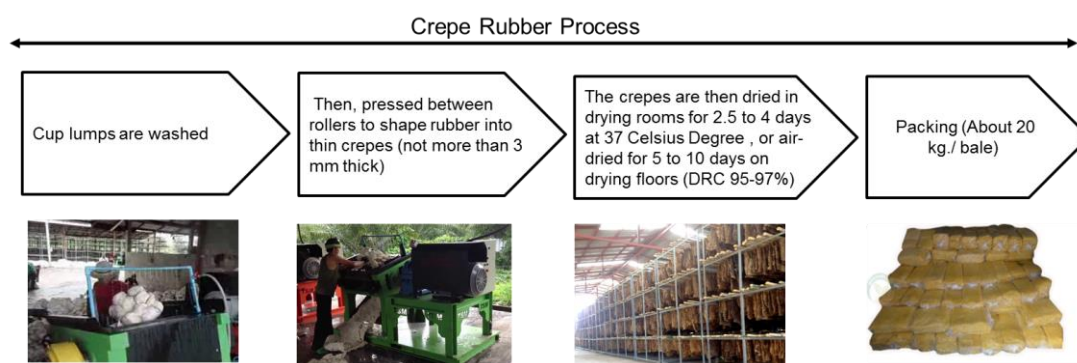 Crepe Rubber Process
Cup lumps are washed
Then, pressed between
rollers to shape rubber into
thin crepes (not more than 3
mm thick)
The crepes are then dried in
drying rooms for 2.5 to 4 days
at 37 Celsius Degree , or air-
dried for 5 to 10 days on
drying floors (DRC 95-97%)
Packing (About 20
kg./ bale)